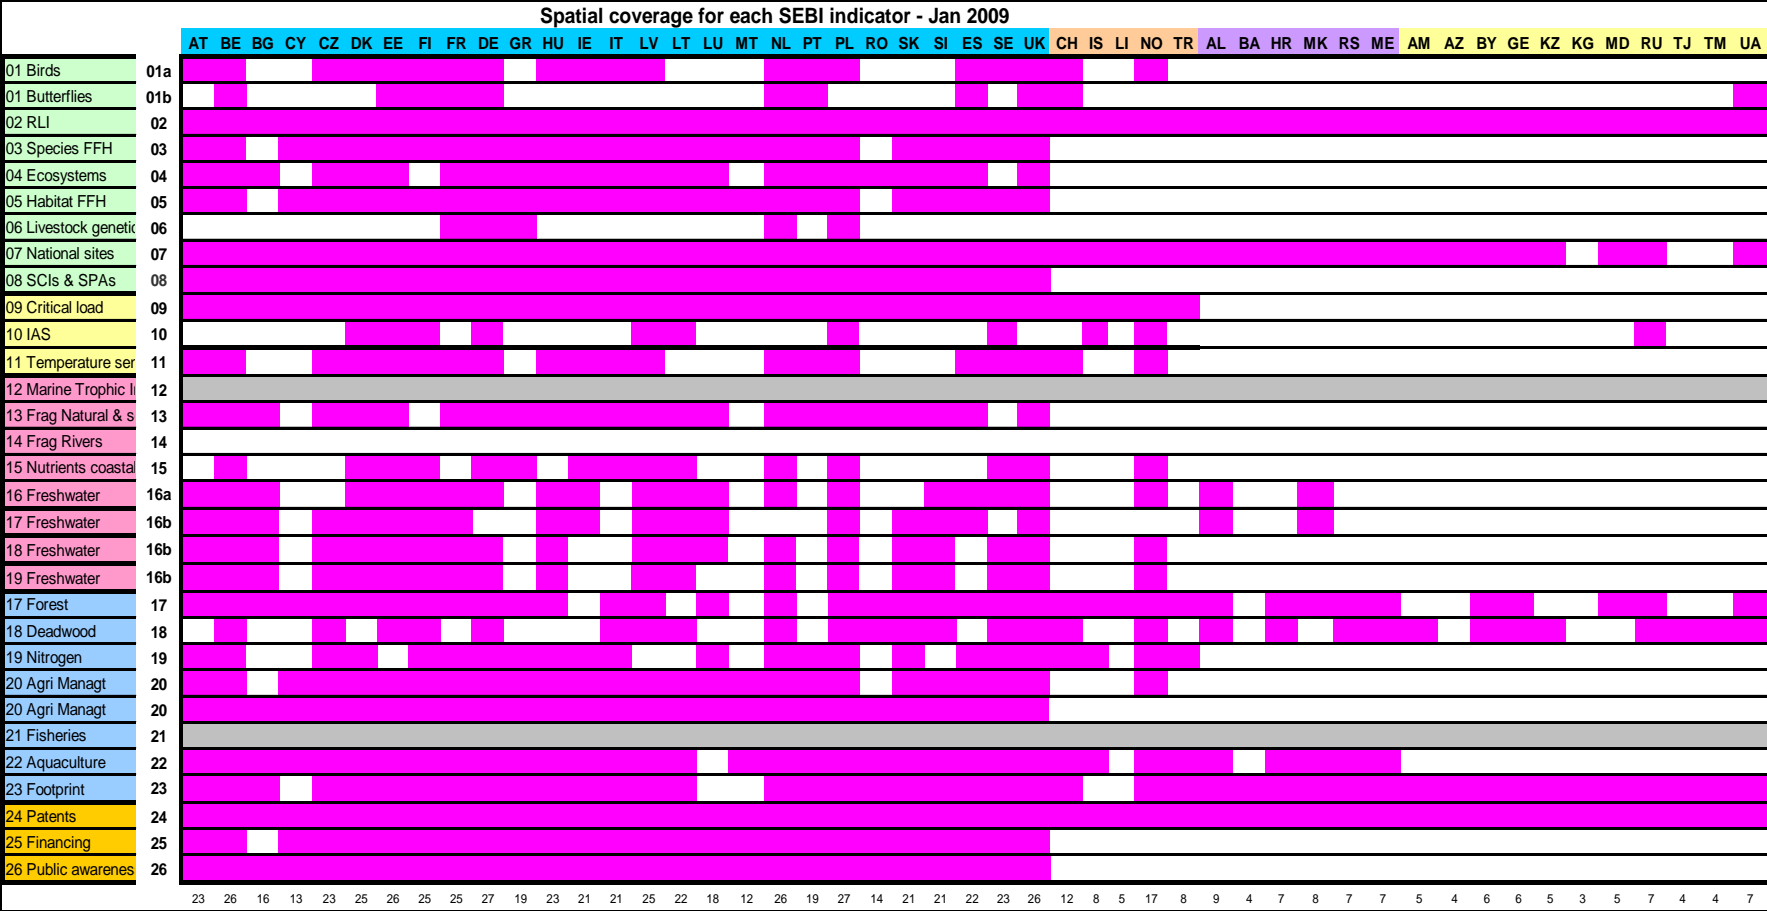 Spatial coverage for each SEBI indicator - Jan 2009
AT BE BG CY CZ DK EE FI FR DE GR HU IE IT LV LT LU MT NL PT PL RO SK SI ES SE UK CH IS LI NO TR AL BA HR MK RS ME AM AZ BY GE KZ KG MD RU TJ TM UA
01 Birds 01a
01 Butterflies 01b
02 RLI 02
03 Species FFH 03
04 Ecosystems 04
05 Habitat FFH 05
06 Livestock genetic 06
07 National sites 07
08 SCIs & SPAs 08
09 Critical load 09
10 IAS 10
11 Temperature ser 11
12 Marine Trophic I 12
13 Frag Natural & s 13
14 Frag Rivers 14
15 Nutrients coastal 15
16 Freshwater 16a
17 Freshwater 16b
18 Freshwater 16b
19 Freshwater 16b
17 Forest 17
18 Deadwood 18
19 Nitrogen 19
20 Agri Managt 20
20 Agri Managt 20
21 Fisheries 21
22 Aquaculture 22
23 Footprint 23
24 Patents 24
25 Financing 25
26 Public awarenes 26
23 26 16 13 23 25 26 25 25 27 19 23 21 21 25 22 18 12 26 19 27 14 21 21 22 24 26 12 8 5 17 8 9 4 7 8 7 7 5 4 6 6 5 3 5 7 4 4 7